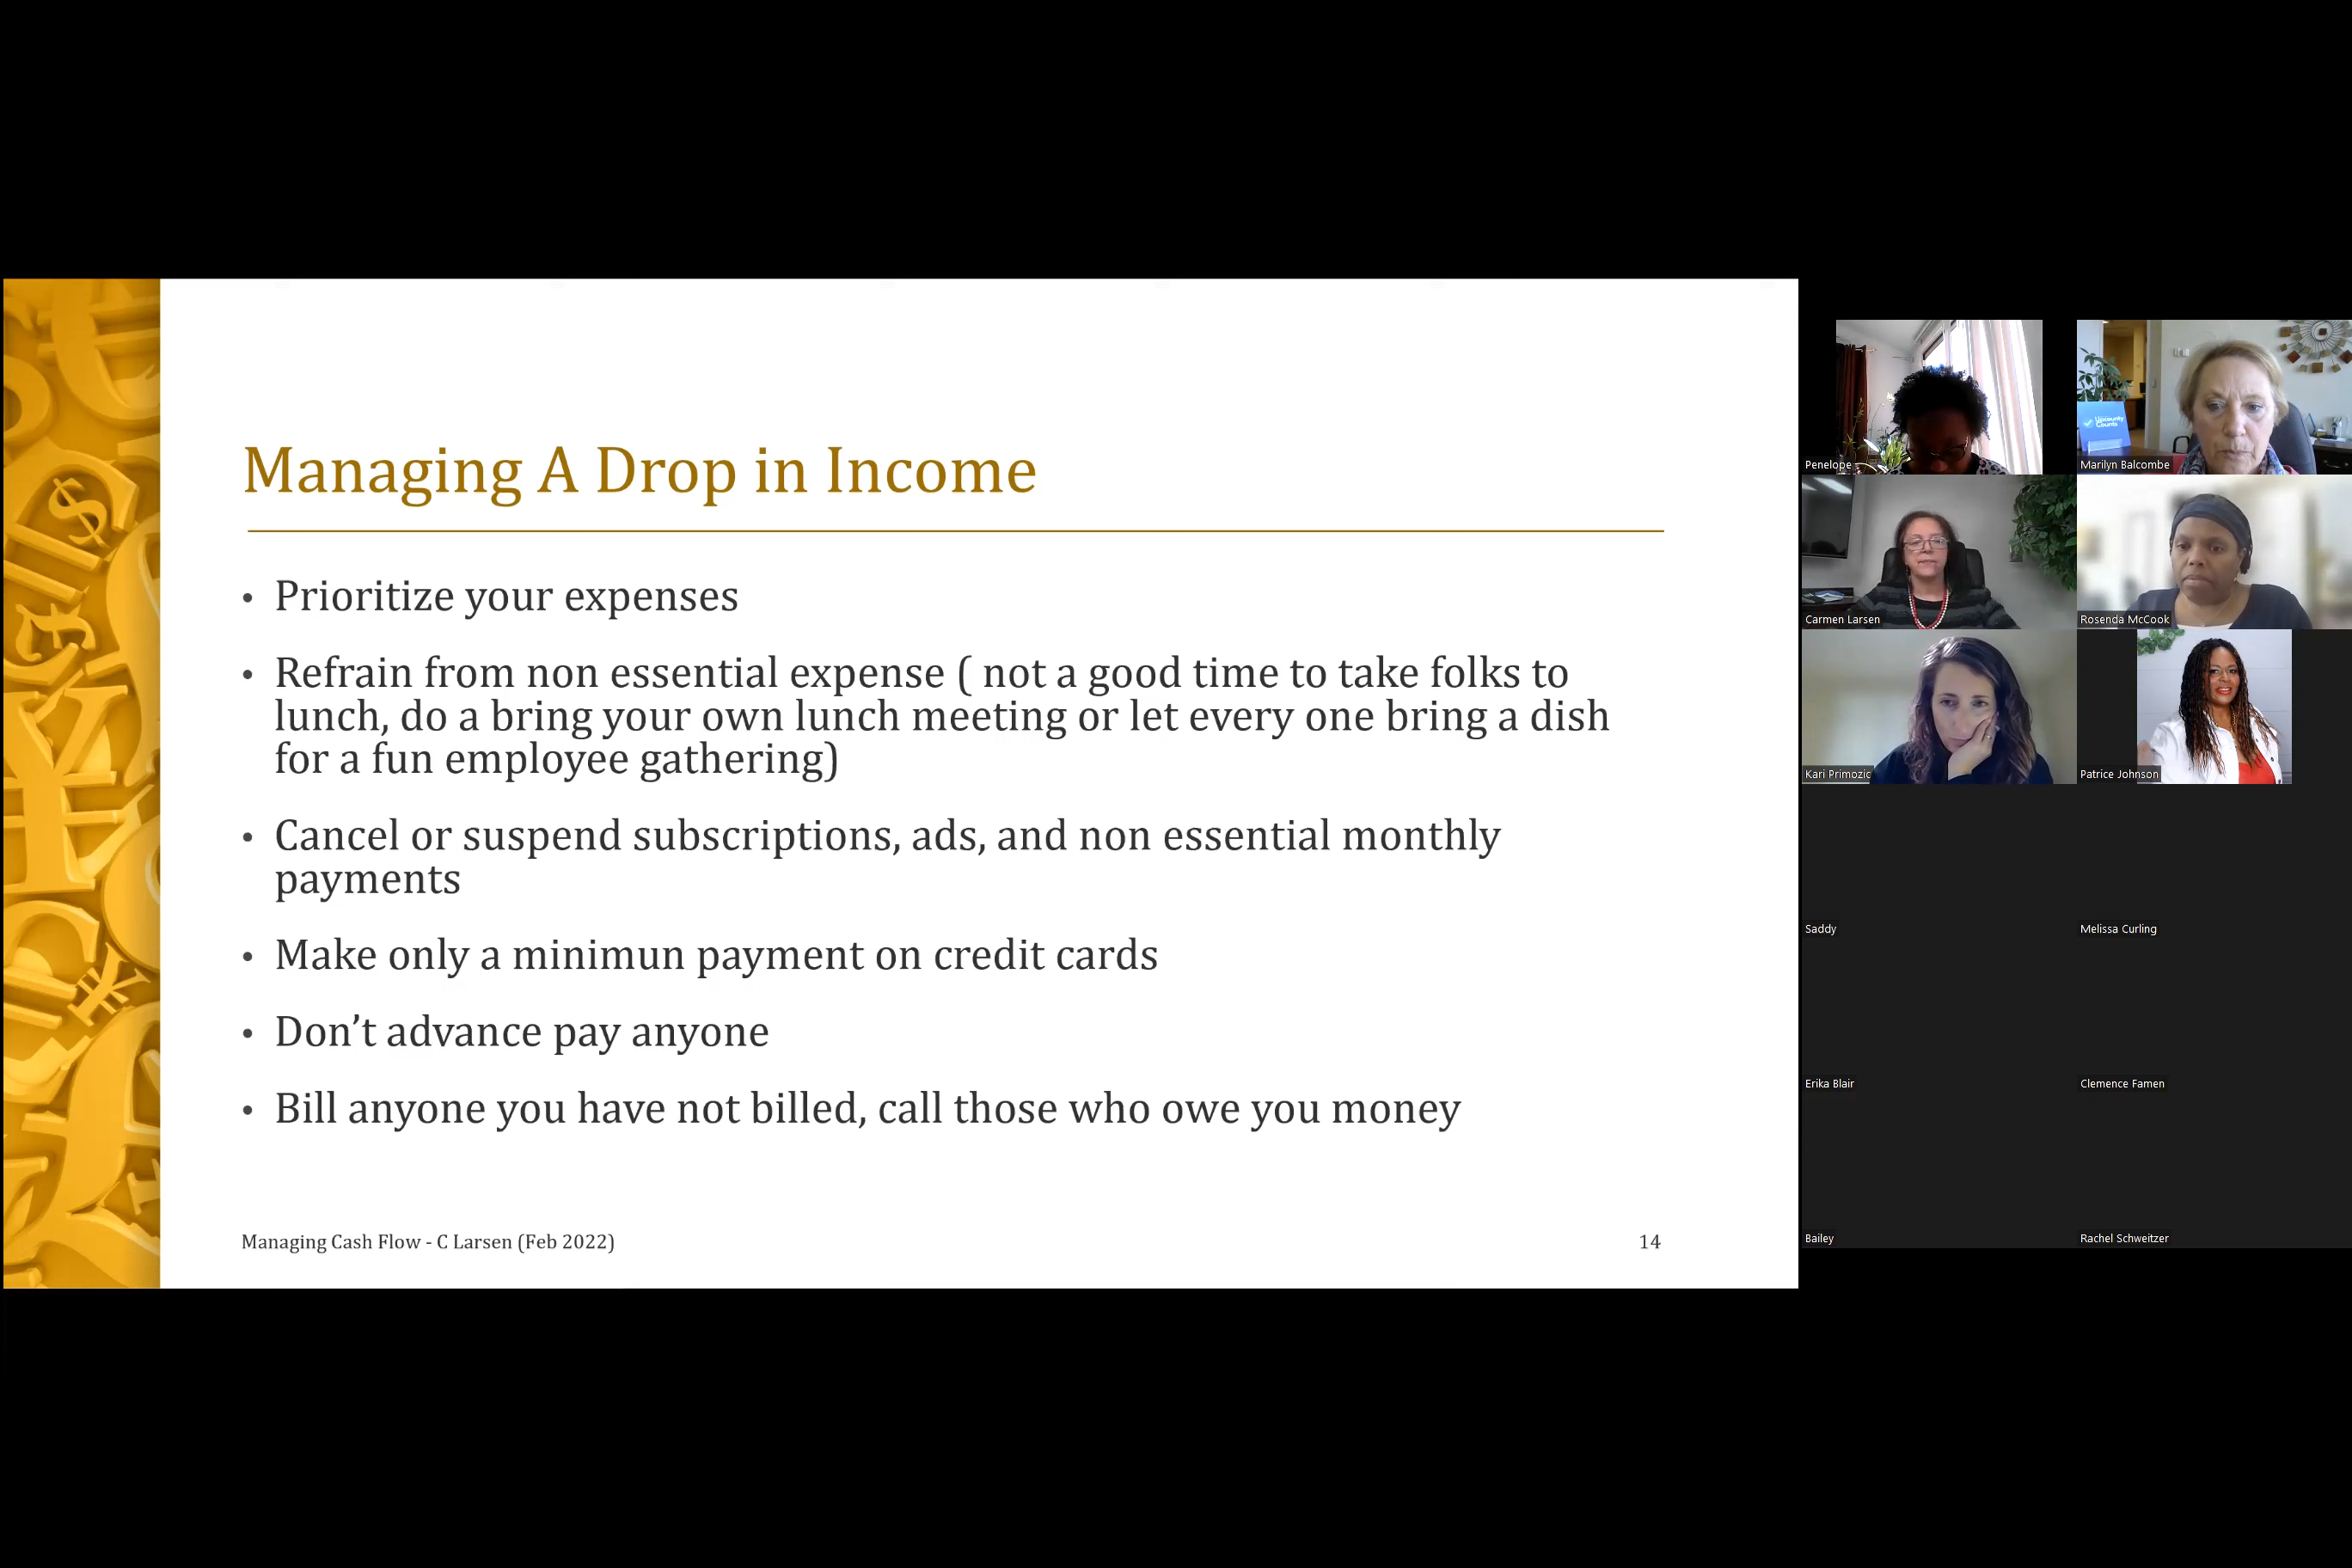 Managing A Drop in Income
• Prioritize your expenses
• Refrain from non essential expense ( not a good time to take folks to
lunch, do a bring your own lunch meeting or let every one bring a dish
for a fun employee gathering)
• Cancel or suspend subscriptions, ads, and non essential monthly
payments
• Make only a minimun payment on credit cards
• Don’t advance pay anyone
• Bill anyone you have not billed, call those who owe you money
Managing Cash Flow - C Larsen (Feb 2022)
14
Penelope
Marilyn Balcombe
Upcounty
Counts
Carmen Larsen
Rosenda McCook
Kari Primozic
Patrice Johnson
Saddy
Melissa Curling
Erika Blair
Clemence Famen
Bailey
Rachel Schweitzer